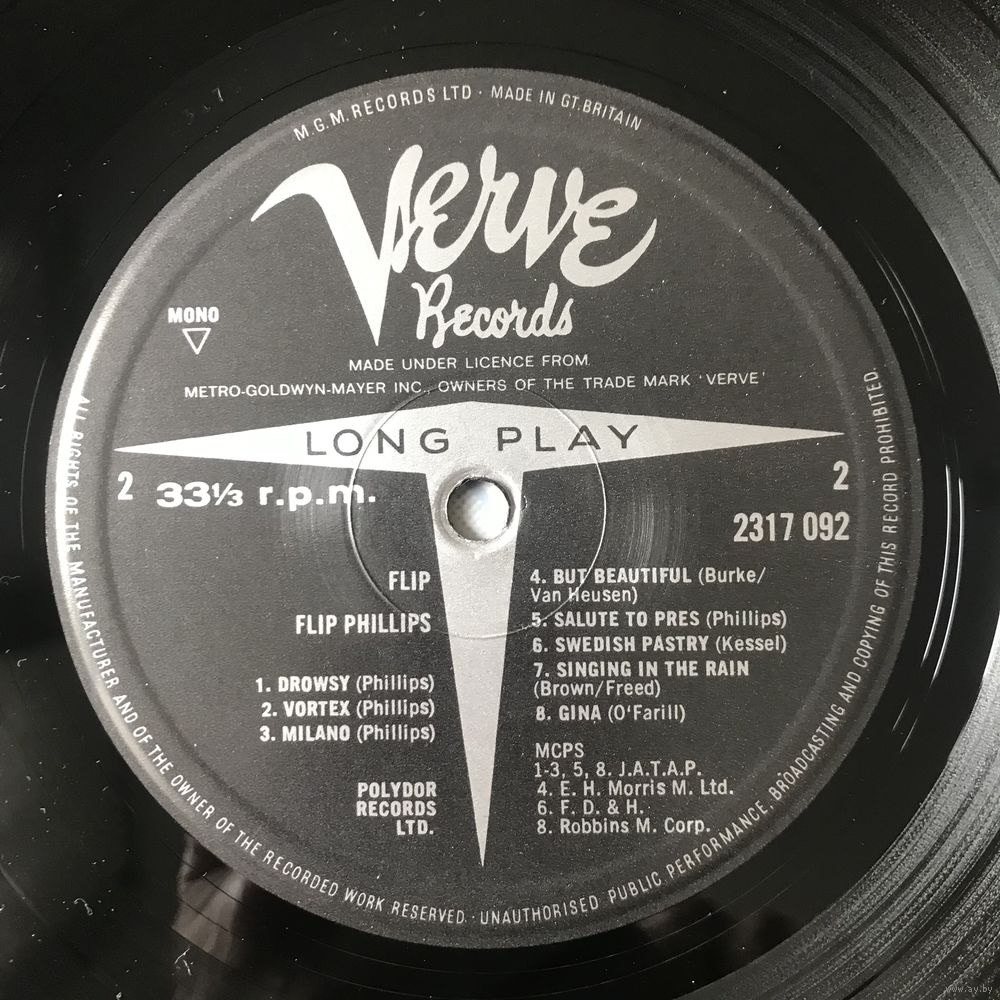 M.G.M. RECORDS LTD · MADE IN GT. BRITAIN
Verve
Records
MONO
MADE UNDER LICENCE FROM
METRO-GOLDWYN-MAYER INC., OWNERS OF THE TRADE MARK 'VERVE'
LONG PLAY
2 33⅓ r.p.m.
2
2317 092
FLIP
FLIP PHILLIPS
1. DROWSY (Phillips)
2. VORTEX (Phillips)
3. MILANO (Phillips)
POLYDOR
RECORDS
LTD.
4. BUT BEAUTIFUL (Burke/
Van Heusen)
5. SALUTE TO PRES (Phillips)
6. SWEDISH PASTRY (Kessel)
7. SINGING IN THE RAIN
(Brown/Freed)
8. GINA (O'Farill)
MCPS
1-3, 5, 8. J.A.T.A.P.
4. E. H. Morris M. Ltd.
6. F. D. & H.
8. Robbins M. Corp.
ALL RIGHTS OF THE MANUFACTURER AND OF THE OWNER OF THE RECORDED WORK RESERVED · UNAUTHORISED PUBLIC PERFORMANCE, BROADCASTING AND COPYING OF THIS RECORD PROHIBITED.
www.ay.by